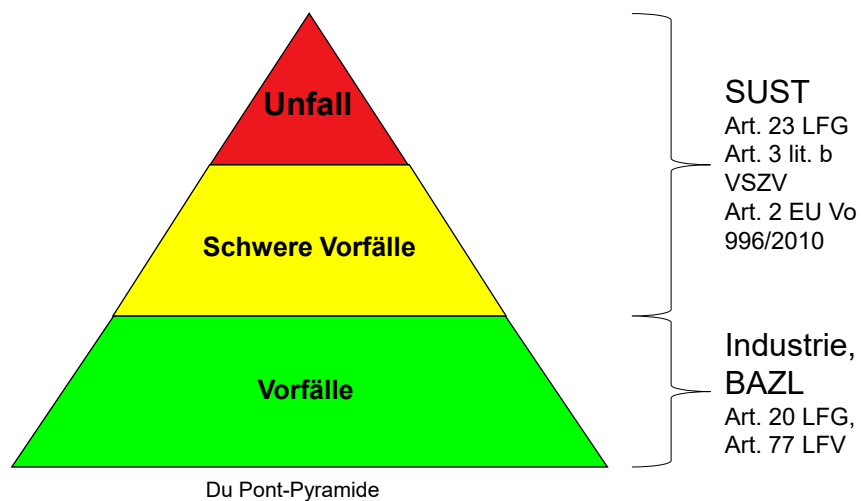 Unfall
Schwere Vorfälle
Vorfälle
Du Pont-Pyramide
SUST
Art. 23 LFG
Art. 3 lit. b
VSZV
Art. 2 EU Vo
996/2010
Industrie,
BAZL
Art. 20 LFG,
Art. 77 LFV